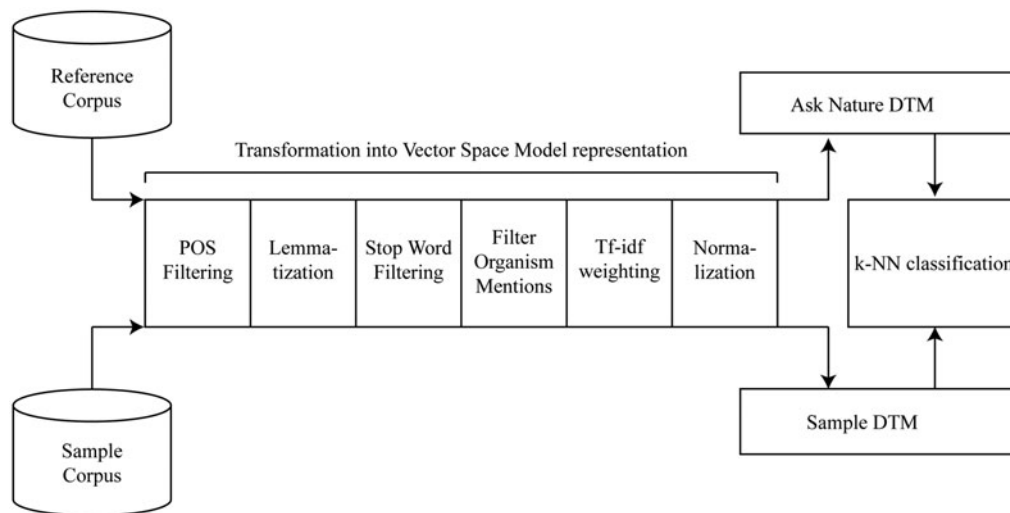 Reference
Corpus
Ask Nature DTM
Transformation into Vector Space Model representation
POS
Filtering
Lemma-
tization
Stop Word
Filtering
Filter
Organism
Mentions
Tf-idf
weighting
Norma-
lization
k-NN classification
Sample
Corpus
Sample DTM